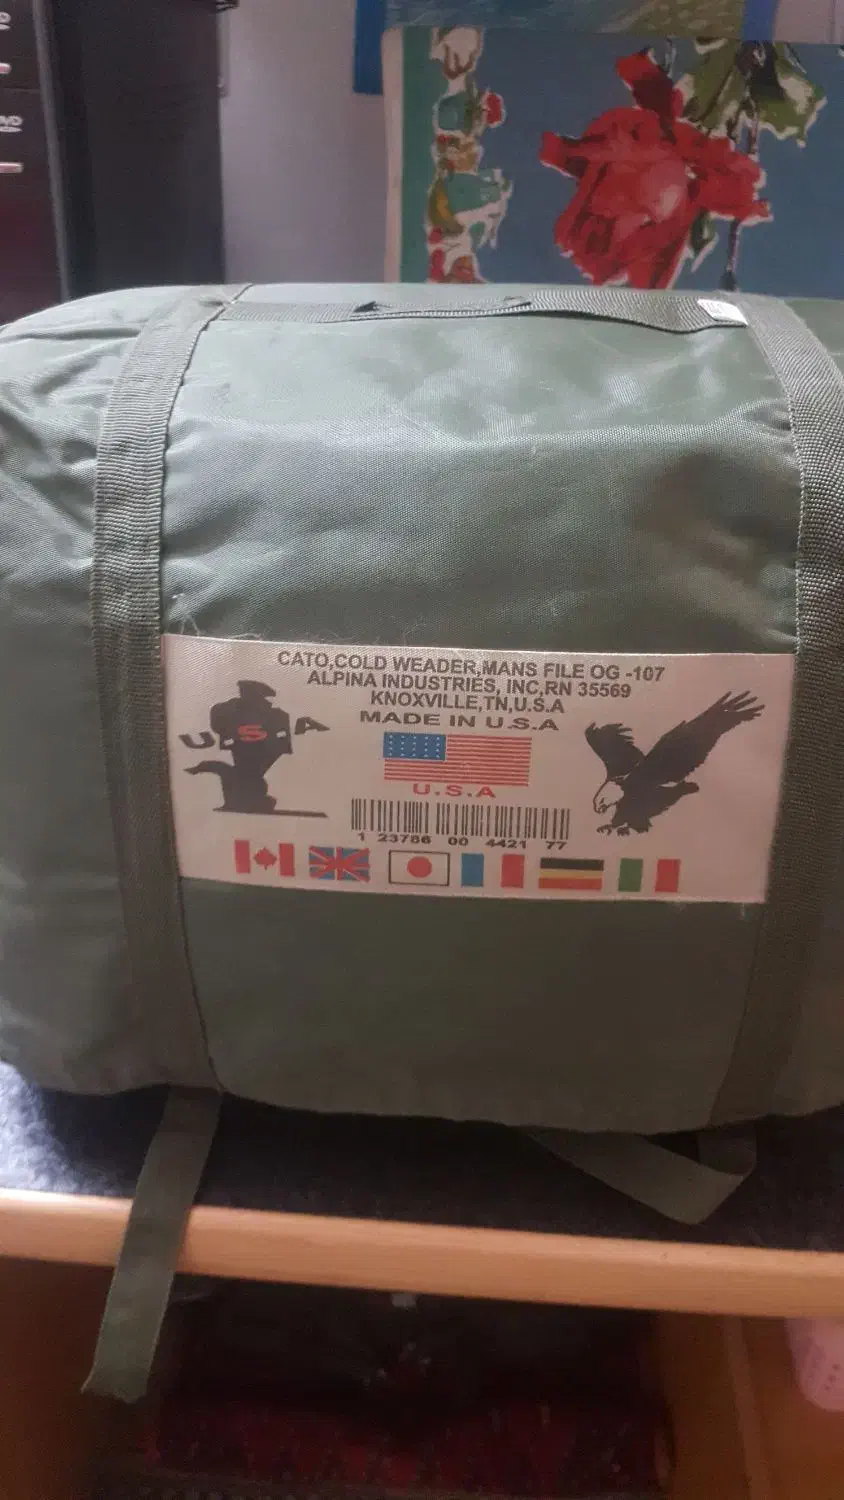 DVD
CATO,COLD WEADER,MANS FILE OG -107
ALPINA INDUSTRIES, INC,RN 35569
KNOXVILLE,TN,U.S.A
MADE IN U.S.A
U.S.A
U.S.A
1 23786 00 4421 77